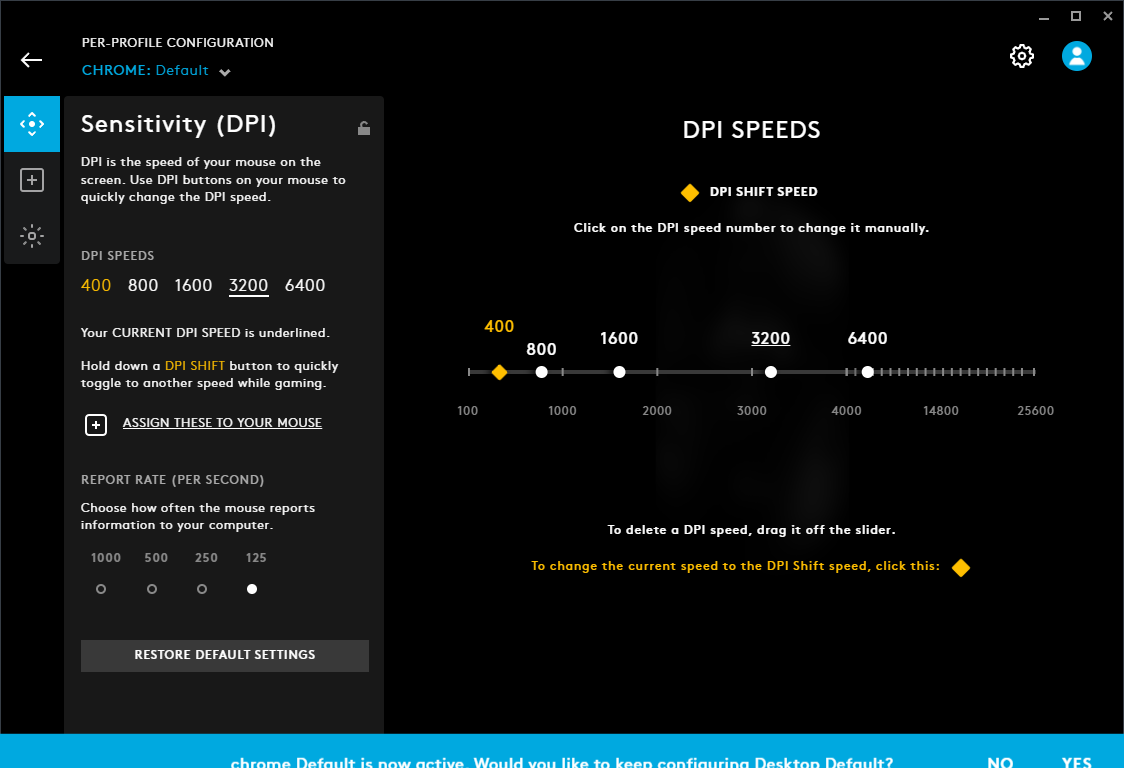 PER-PROFILE CONFIGURATION
CHROME: Default
Sensitivity (DPI)
DPI is the speed of your mouse on the
screen. Use DPI buttons on your mouse to
quickly change the DPI speed.
DPI SPEEDS
400 800 1600 3200 6400
Your CURRENT DPI SPEED is underlined.
Hold down a DPI SHIFT button to quickly
toggle to another speed while gaming.
ASSIGN THESE TO YOUR MOUSE
REPORT RATE (PER SECOND)
Choose how often the mouse reports
information to your computer.
1000 500 250 125
RESTORE DEFAULT SETTINGS
DPI SPEEDS
DPI SHIFT SPEED
Click on the DPI speed number to change it manually.
400 800 1600 3200 6400
100 1000 2000 3000 4000 14800 25600
To delete a DPI speed, drag it off the slider.
To change the current speed to the DPI Shift speed, click this:
chrome Default is now active. Would you like to keep configuring Desktop Default? NO YES